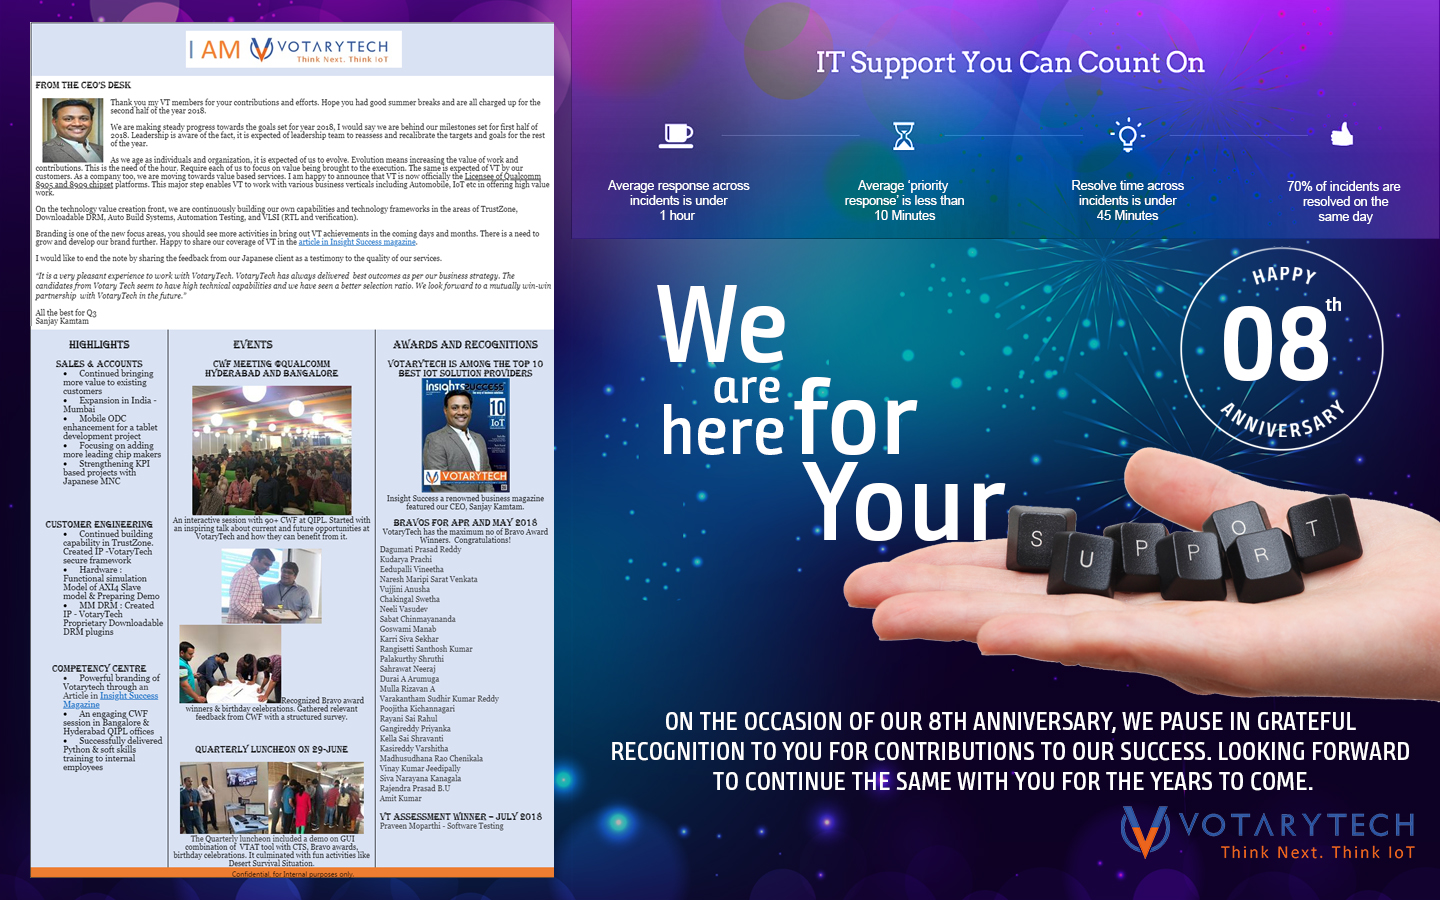 I AM VOTARYTECH
Think Next. Think IoT
FROM THE CEO'S DESK
Thank you my VT members for your contributions and efforts. Hope you had good summer breaks and are all charged up for the
second half of the year 2018.
We are making steady progress towards the goals set for year 2018, I would say we are behind our milestones set for first half of
2018. Leadership is aware of the fact, it is expected of leadership team to reassess and recalibrate the targets and goals for the rest
of the year.
As we age as individuals and organization, it is expected of us to evolve. Evolution means increasing the value of work and
contributions. This is the need of the hour. Require each of us to focus on value being brought to the execution. The same is expected of VT by our
customers. As a company too, we are moving towards value based services. I am happy to announce that VT is now officially the Licensee of Qualcomm
8905 and 8909 chipset platforms. This major step enables VT to work with various business verticals including Automobile, IoT etc in offering high value
work.
On the technology value creation front, we are continuously building our own capabilities and technology frameworks in the areas of TrustZone,
Downloadable DRM, Auto Build Systems, Automation Testing, and VLSI (RTL and verification).
Branding is one of the new focus areas, you should see more activities in bring out VT achievements in the coming days and months. There is a need to
grow and develop our brand further. Happy to share our coverage of VT in the article in Insight Success magazine.
I would like to end the note by sharing the feedback from our Japanese client as a testimony to the quality of our services.
"It is a very pleasant experience to work with VotaryTech. VotaryTech has always delivered best outcomes as per our business strategy. The
candidates from Votary Tech seem to have high technical capabilities and we have seen a better selection ratio. We look forward to a mutually win-win
partnership with VotaryTech in the future."
All the best for Q3
Sanjay Kamtam
HIGHLIGHTS
SALES & ACCOUNTS
• Continued bringing
more value to existing
customers
• Expansion in India -
Mumbai
• Mobile ODC
enhancement for a tablet
development project
• Focusing on adding
more leading chip makers
• Strengthening KPI
based projects with
Japanese MNC
CUSTOMER ENGINEERING
• Continued building
capability in TrustZone.
Created IP -VotaryTech
secure framework
• Hardware :
Functional simulation
Model of AXI4 Slave
model & Preparing Demo
• MM DRM : Created
IP - VotaryTech
Proprietary Downloadable
DRM plugins
COMPETENCY CENTRE
• Powerful branding of
Votarytech through an
Article in Insight Success
Magazine
• An engaging CWF
session in Bangalore &
Hyderabad QIPL offices
• Successfully delivered
Python & soft skills
training to internal
employees
EVENTS
CWF MEETING @QUALCOMM
HYDERABAD AND BANGALORE
An interactive session with 90+ CWF at QIPL. Started with
an inspiring talk about current and future opportunities at
VotaryTech and how they can benefit from it.
Recognized Bravo award
winners & birthday celebrations. Gathered relevant
feedback from CWF with a structured survey.
QUARTERLY LUNCHEON ON 29-JUNE
The Quarterly luncheon included a demo on GUI
combination of VTAT tool with CTS, Bravo awards,
birthday celebrations. It culminated with fun activities like
Desert Survival Situation.
AWARDS AND RECOGNITIONS
VOTARYTECH IS AMONG THE TOP 10
BEST IOT SOLUTION PROVIDERS
Insights success
10
IoT
VOTARYTECH
Insight Success a renowned business magazine
featured our CEO, Sanjay Kamtam.
BRAVOS FOR APR AND MAY 2018
VotaryTech has the maximum no of Bravo Award
Winners. Congratulations!
Dagumati Prasad Reddy
Kudarya Prachi
Eedupalli Vineetha
Naresh Maripi Sarat Venkata
Vujjini Anusha
Chakingal Swetha
Neeli Vasudev
Sabat Chinmayananda
Goswami Manab
Karri Siva Sekhar
Rangisetti Santhosh Kumar
Palakurthy Shruthi
Sahrawat Neeraj
Durai A Arumuga
Mulla Rizavan A
Varakantham Sudhir Kumar Reddy
Poojitha Kichannagari
Rayani Sai Rahul
Gangireddy Priyanka
Kella Sai Shravanti
Kasireddy Varshitha
Madhusudhana Rao Chenikala
Vinay Kumar Jeedipally
Siva Narayana Kanagala
Rajendra Prasad B.U
Amit Kumar
VT ASSESSMENT WINNER – JULY 2018
Praveen Moparthi - Software Testing
Confidential, for Internal purposes only.
IT Support You Can Count On
Average response across
incidents is under
1 hour
Average 'priority
response' is less than
10 Minutes
Resolve time across
incidents is under
45 Minutes
70% of incidents are
resolved on the
same day
HAPPY
08th
ANNIVERSARY
We
are
here for
Your
SUPPORT
ON THE OCCASION OF OUR 8TH ANNIVERSARY, WE PAUSE IN GRATEFUL
RECOGNITION TO YOU FOR CONTRIBUTIONS TO OUR SUCCESS. LOOKING FORWARD
TO CONTINUE THE SAME WITH YOU FOR THE YEARS TO COME.
VOTARYTECH
Think Next. Think IoT